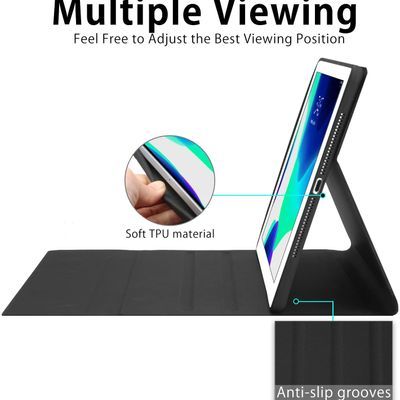 Multiple Viewing
Feel Free to Adjust the Best Viewing Position
Soft TPU material
Anti-slip grooves